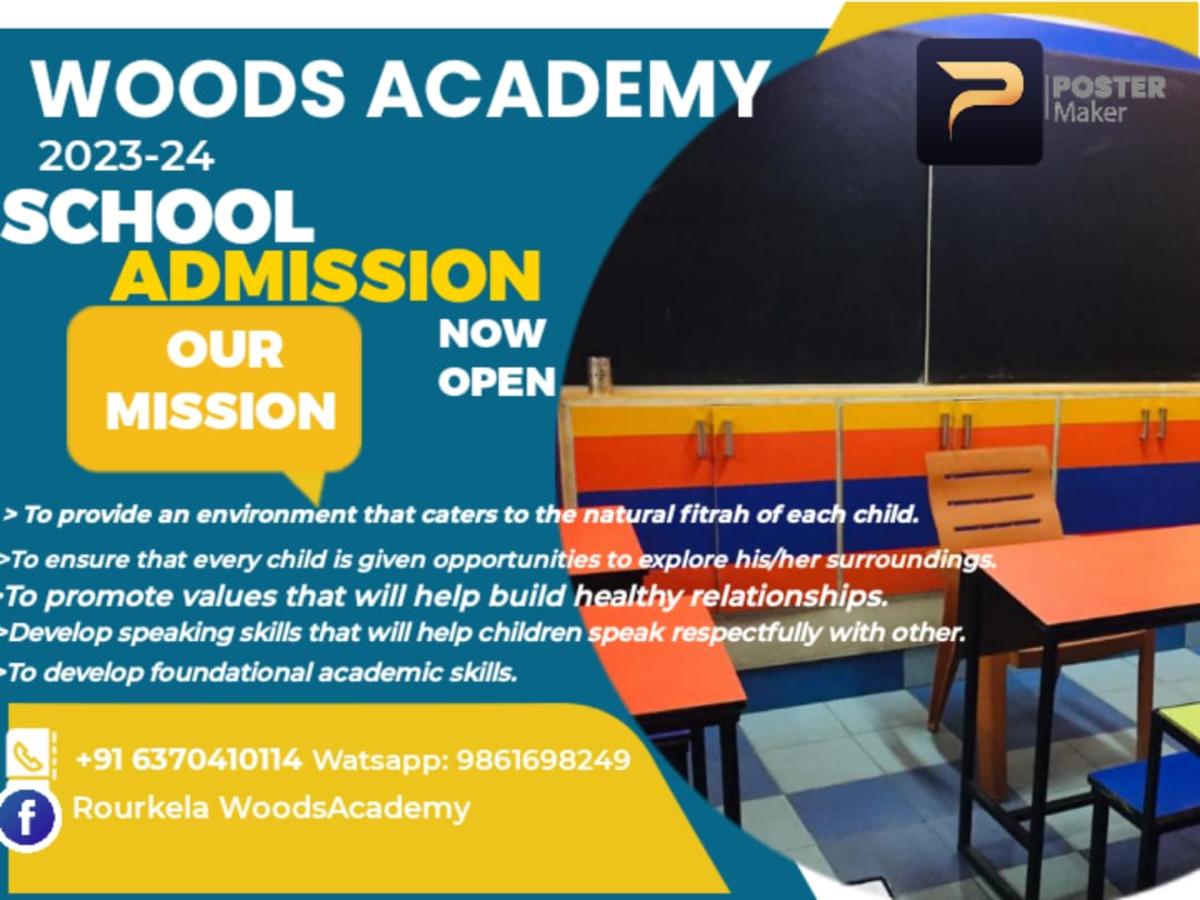 WOODS ACADEMY
2023-24
SCHOOL
ADMISSION
NOW
OPEN
OUR
MISSION
> To provide an environment that caters to the natural fitrah of each child.
>To ensure that every child is given opportunities to explore his/her surroundings.
>To promote values that will help build healthy relationships.
>Develop speaking skills that will help children speak respectfully with other.
>To develop foundational academic skills.
+91 6370410114 Watsapp: 9861698249
f Rourkela WoodsAcademy
P POSTER
Maker